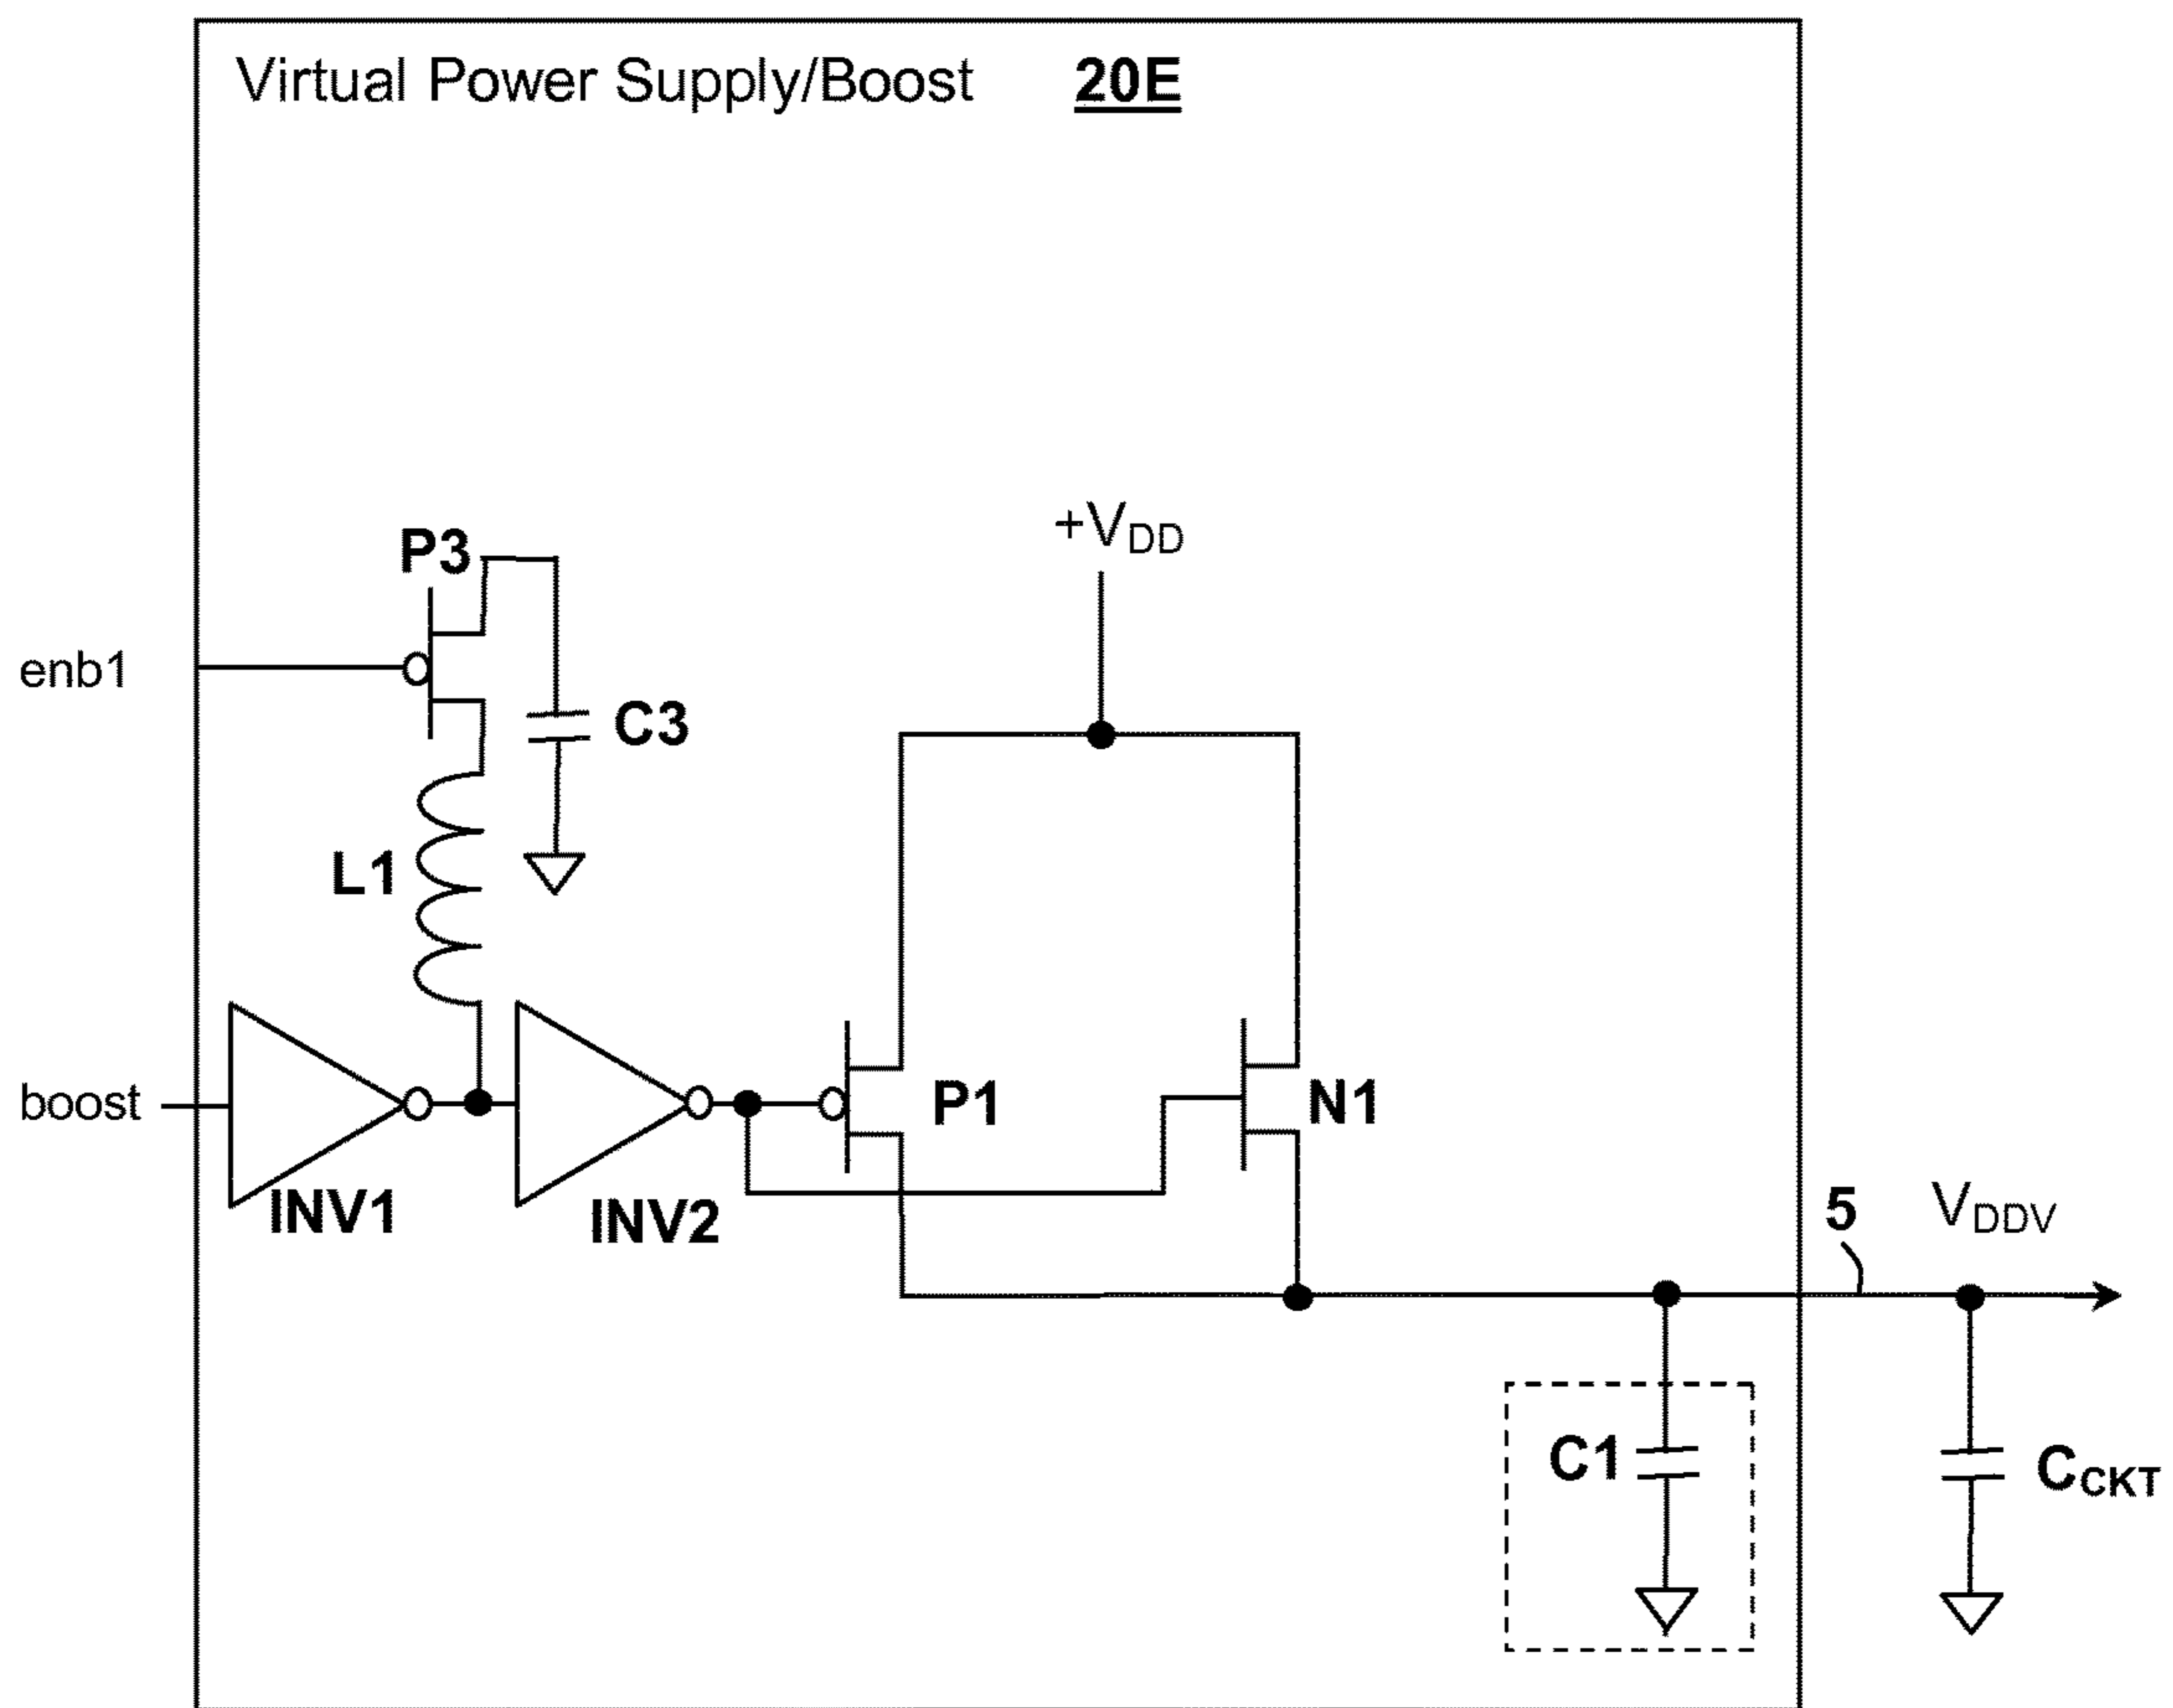 Virtual Power Supply/Boost 20E
+VDD
P3
enb1
C3
L1
boost
INV1
INV2
P1
N1
5
VDDV
C1
CCKT